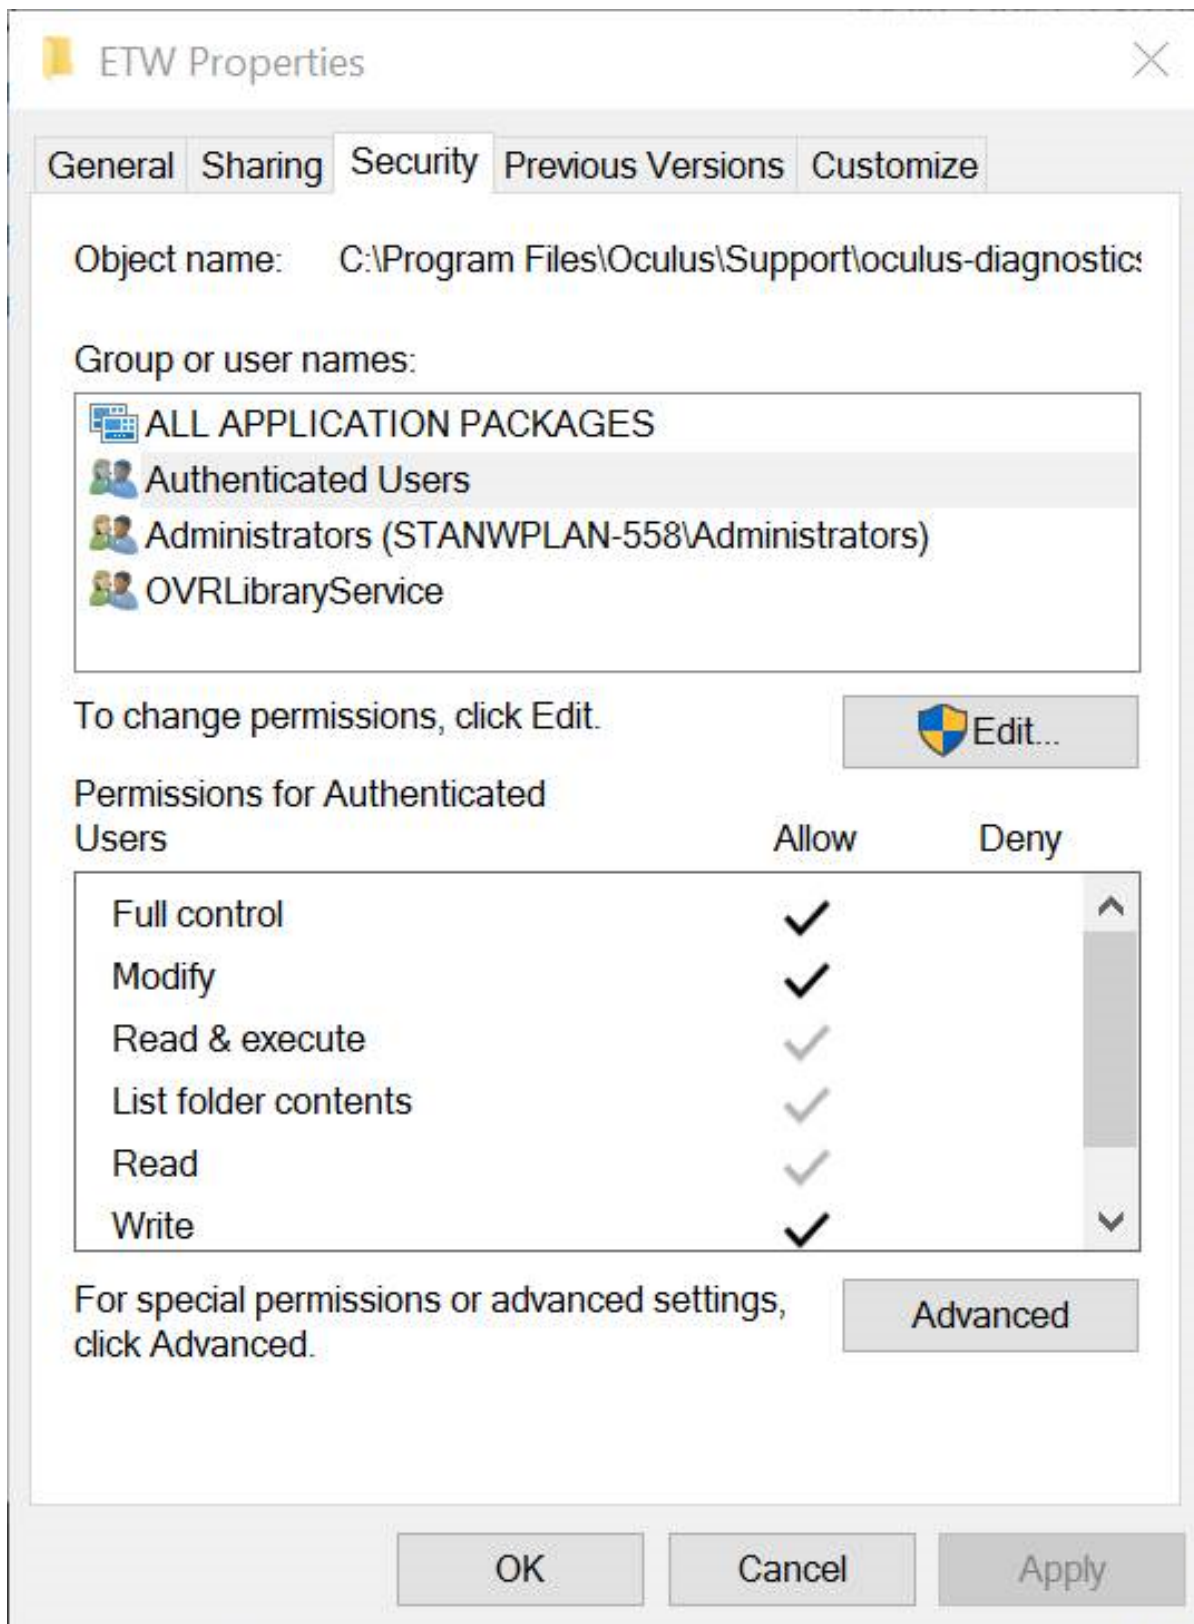 ETW Properties
General Sharing Security Previous Versions Customize
Object name: C:\Program Files\Oculus\Support\oculus-diagnostics
Group or user names:
ALL APPLICATION PACKAGES
Authenticated Users
Administrators (STANWPLAN-558\Administrators)
OVRLibraryService
To change permissions, click Edit.
Edit...
Permissions for Authenticated
Users Allow Deny
Full control
Modify
Read & execute
List folder contents
Read
Write
For special permissions or advanced settings,
click Advanced.
Advanced
OK Cancel Apply